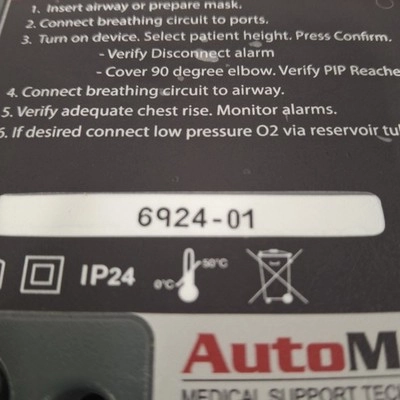 1. Insert airway or prepare mask.
2. Connect breathing circuit to ports.
3. Turn on device. Select patient height. Press Confirm.
- Verify Disconnect alarm
- Cover 90 degree elbow. Verify PIP Reache
4. Connect breathing circuit to airway.
5. Verify adequate chest rise. Monitor alarms.
6. If desired connect low pressure O2 via reservoir tu
6924-01
IP24 0°C 50°C
AutoM
MEDICAL SUPPORT TEC